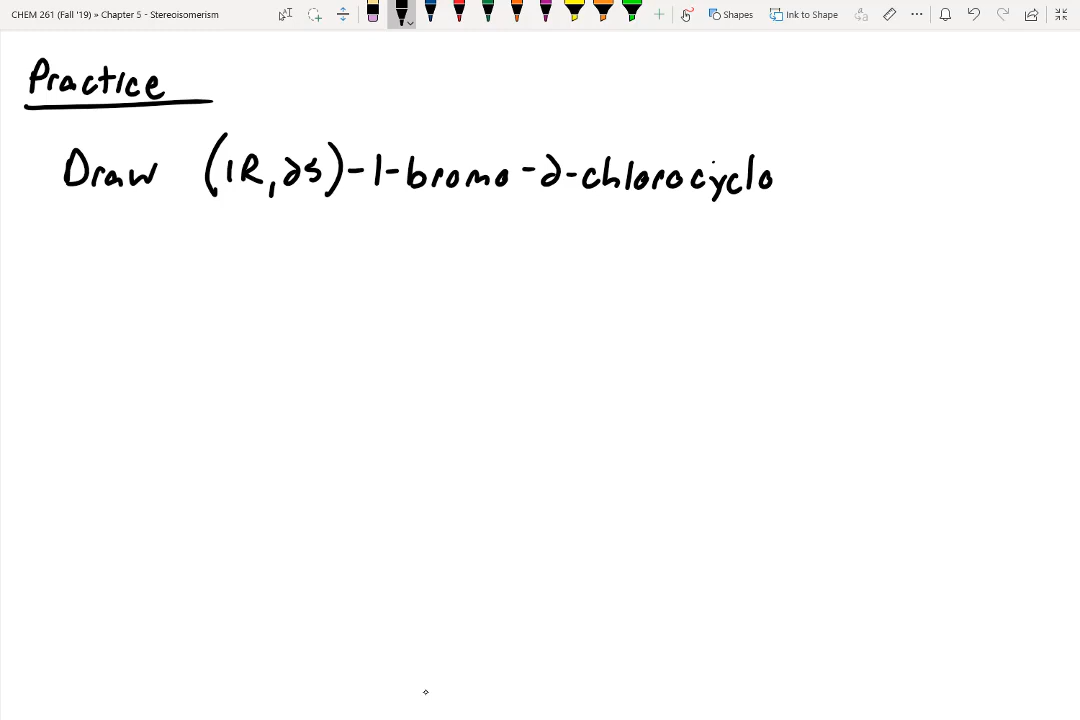 CHEM 261 (Fall '19) » Chapter 5 - Stereoisomerism
Shapes
Ink to Shape
Practice
Draw (1R, 2S)-1-bromo-2-chlorocyclo